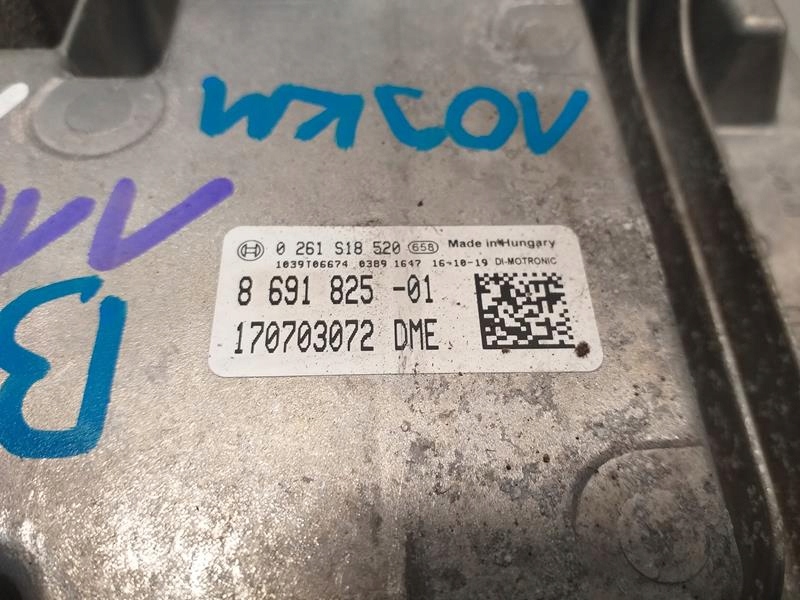 105KM
0 261 S18 520 658 Made in Hungary
1039T06674 0389 1647 16-10-19 DI-MOTRONIC
8 691 825 -01
170703072 DME
B